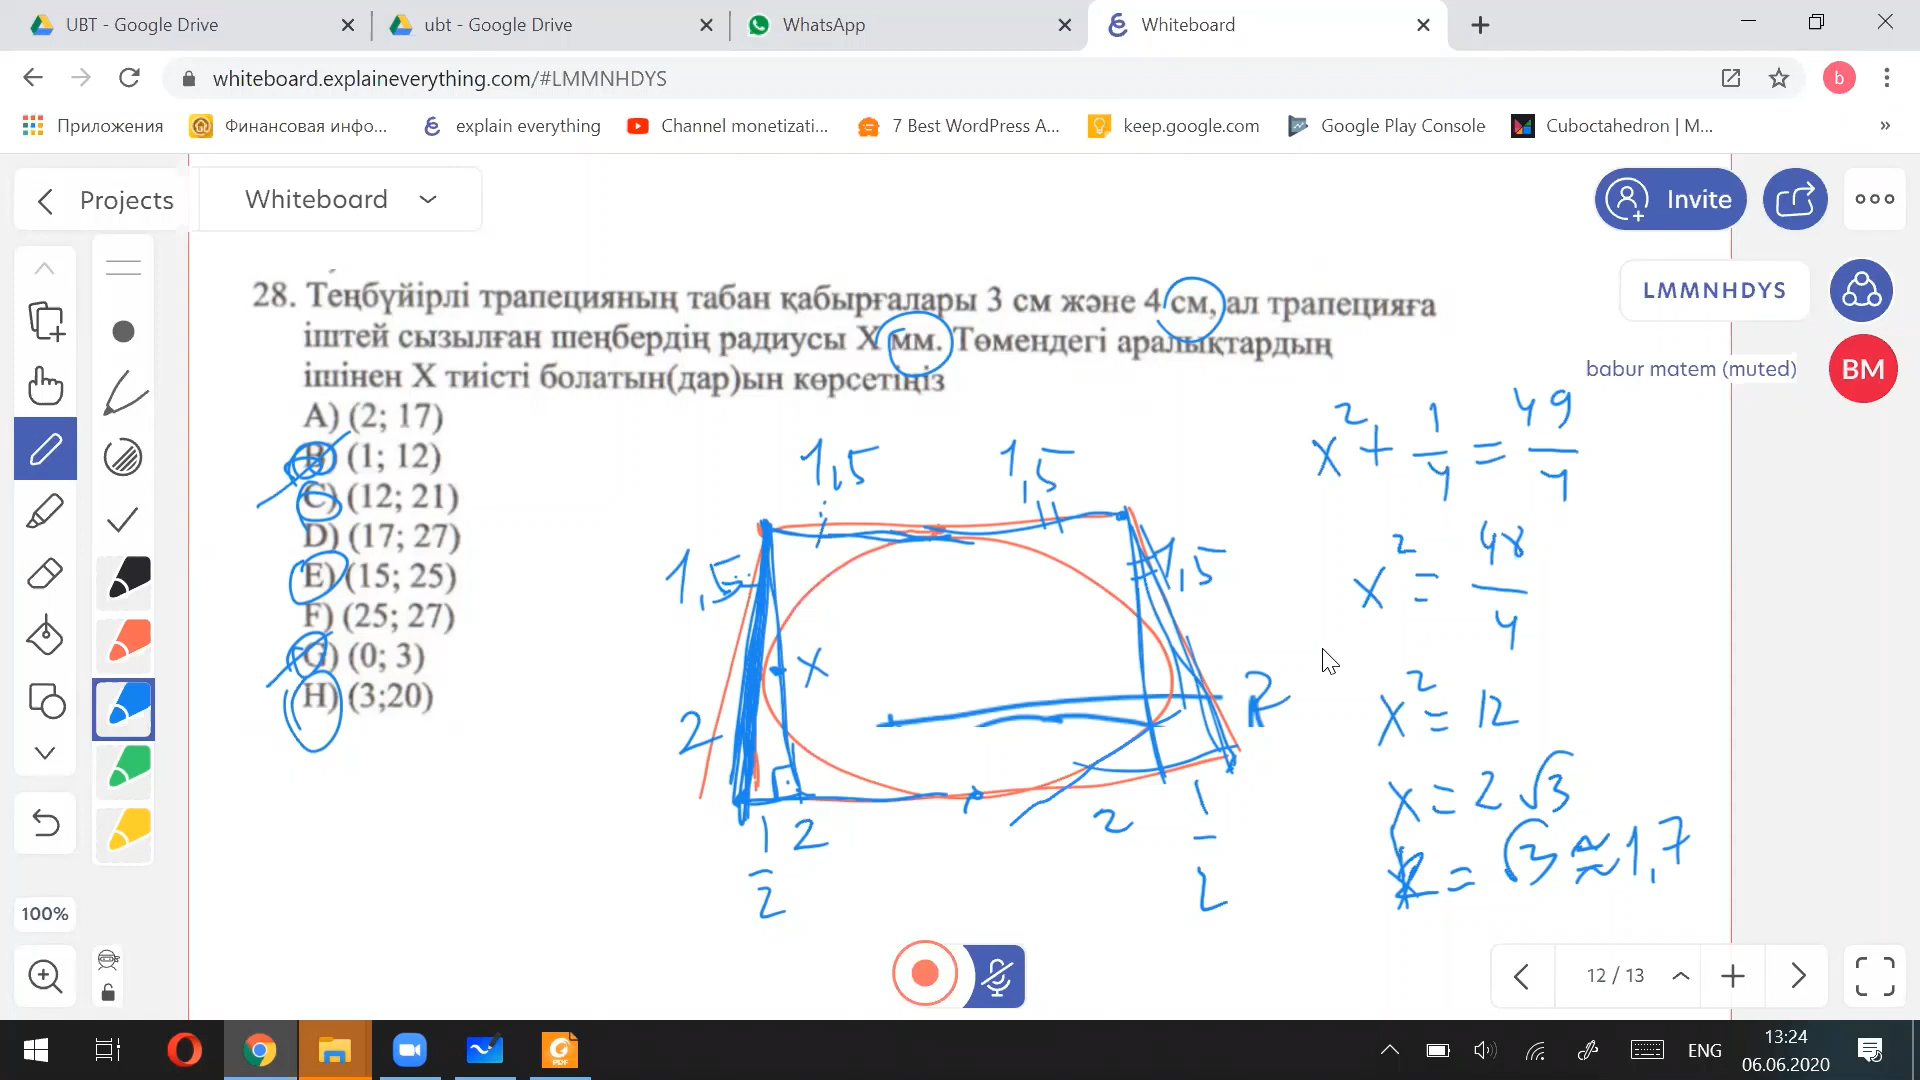 UBT - Google Drive
ubt - Google Drive
WhatsApp
Whiteboard
whiteboard.explaineverything.com/#LMMNHDYS
b
Приложения
Финансовая инфо...
explain everything
Channel monetizati...
7 Best WordPress A...
keep.google.com
Google Play Console
Cuboctahedron | M...
»
Projects
Whiteboard
Invite
LMMNHDYS
babur matem (muted)
BM
28. Теңбүйірлі трапецияның табан қабырғалары 3 см және 4 см, ал трапецияға
іштей сызылған шеңбердің радиусы X мм. Төмендегі аралықтардың
ішінен X тиісті болатын(дар)ын көрсетіңіз
A) (2; 17)
B) (1; 12)
C) (12; 21)
D) (17; 27)
E) (15; 25)
F) (25; 27)
G) (0; 3)
H) (3;20)
1,5
1,5
1,5
1,5
x
2
R
1/2
2
2
1/2
x² + 1/4 = 49/4
x² = 48/4
x² = 12
x = 2√3
= √3 ≈ 1,7
100%
12 / 13
PDF
ENG
13:24
06.06.2020